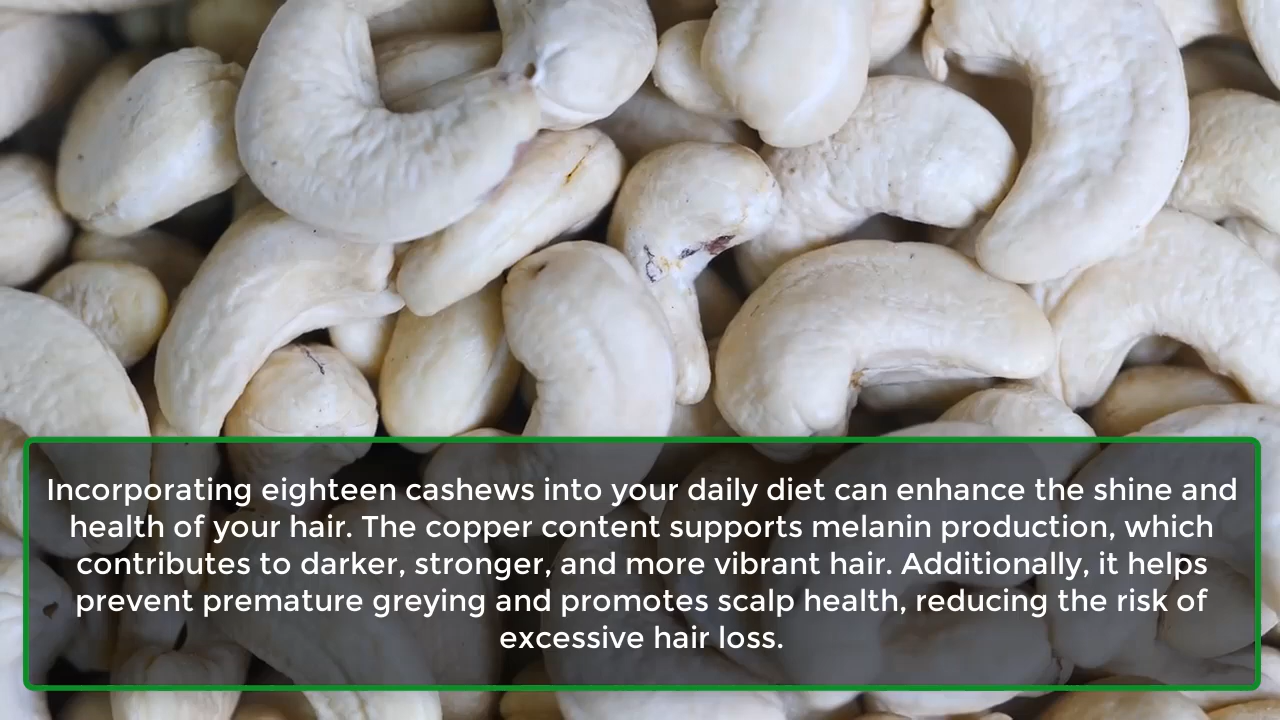 Incorporating eighteen cashews into your daily diet can enhance the shine and
health of your hair. The copper content supports melanin production, which
contributes to darker, stronger, and more vibrant hair. Additionally, it helps
prevent premature greying and promotes scalp health, reducing the risk of
excessive hair loss.